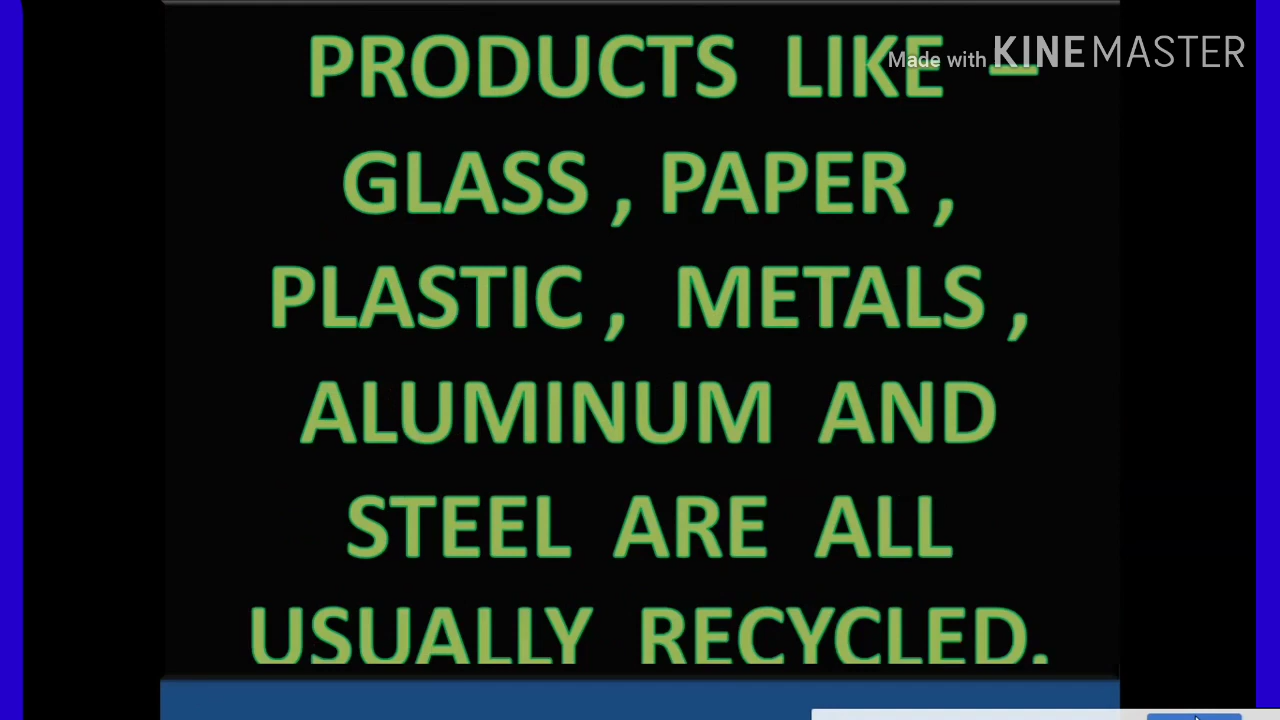 PRODUCTS LIKE –
Made with KINEMASTER
GLASS , PAPER ,
PLASTIC , METALS ,
ALUMINUM AND
STEEL ARE ALL
USUALLY RECYCLED.